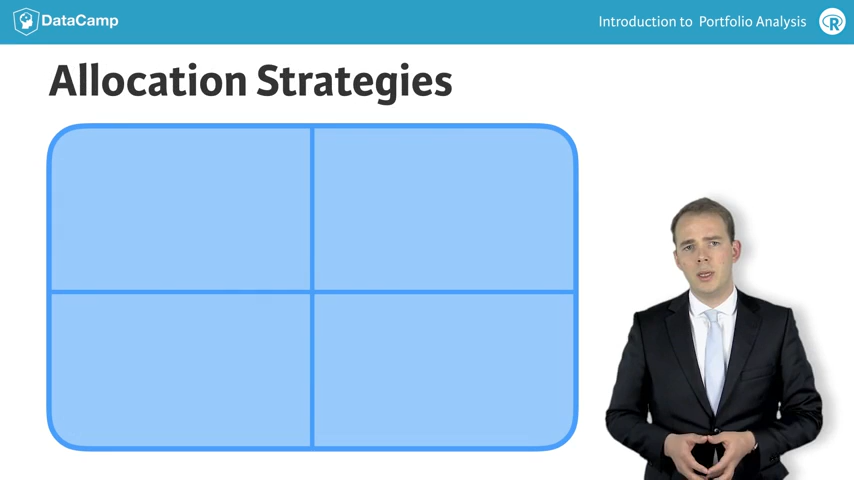 DataCamp
Introduction to Portfolio Analysis
R
Allocation Strategies